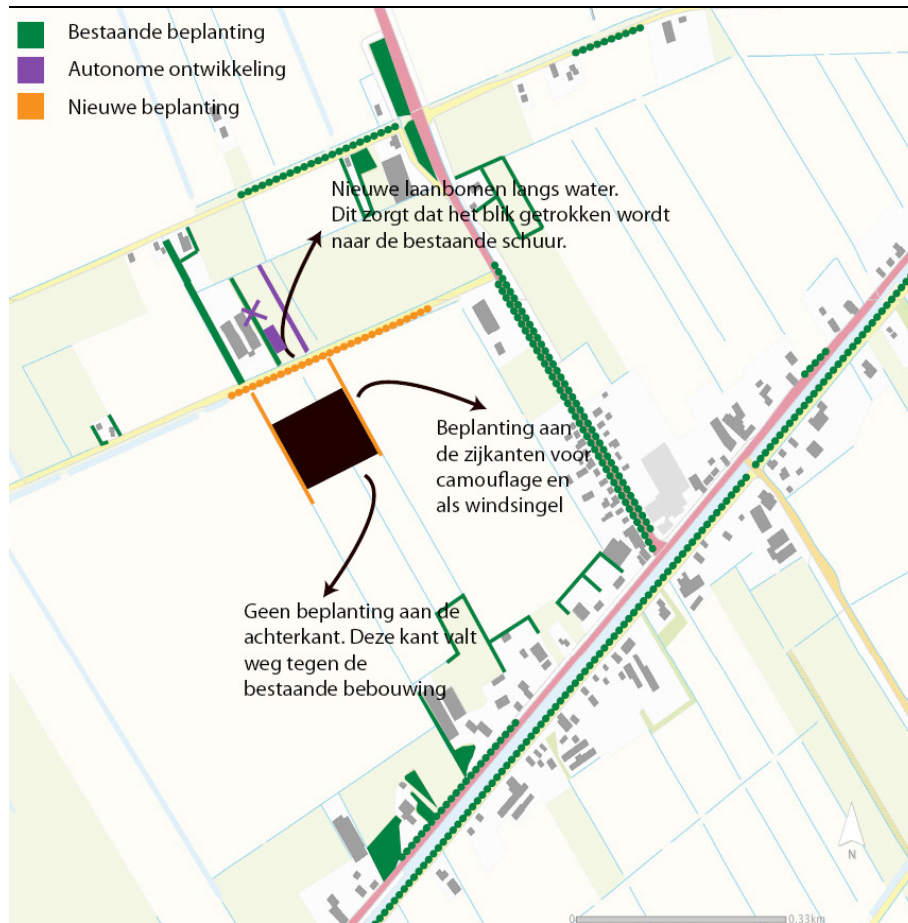 Bestaande beplanting
Autonome ontwikkeling
Nieuwe beplanting
Nieuwe laanbomen langs water.
Dit zorgt dat het blik getrokken wordt
naar de bestaande schuur.
Beplanting aan
de zijkanten voor
camouflage en
als windsingel
Geen beplanting aan de
achterkant. Deze kant valt
weg tegen de
bestaande bebouwing
N
0 0.33km